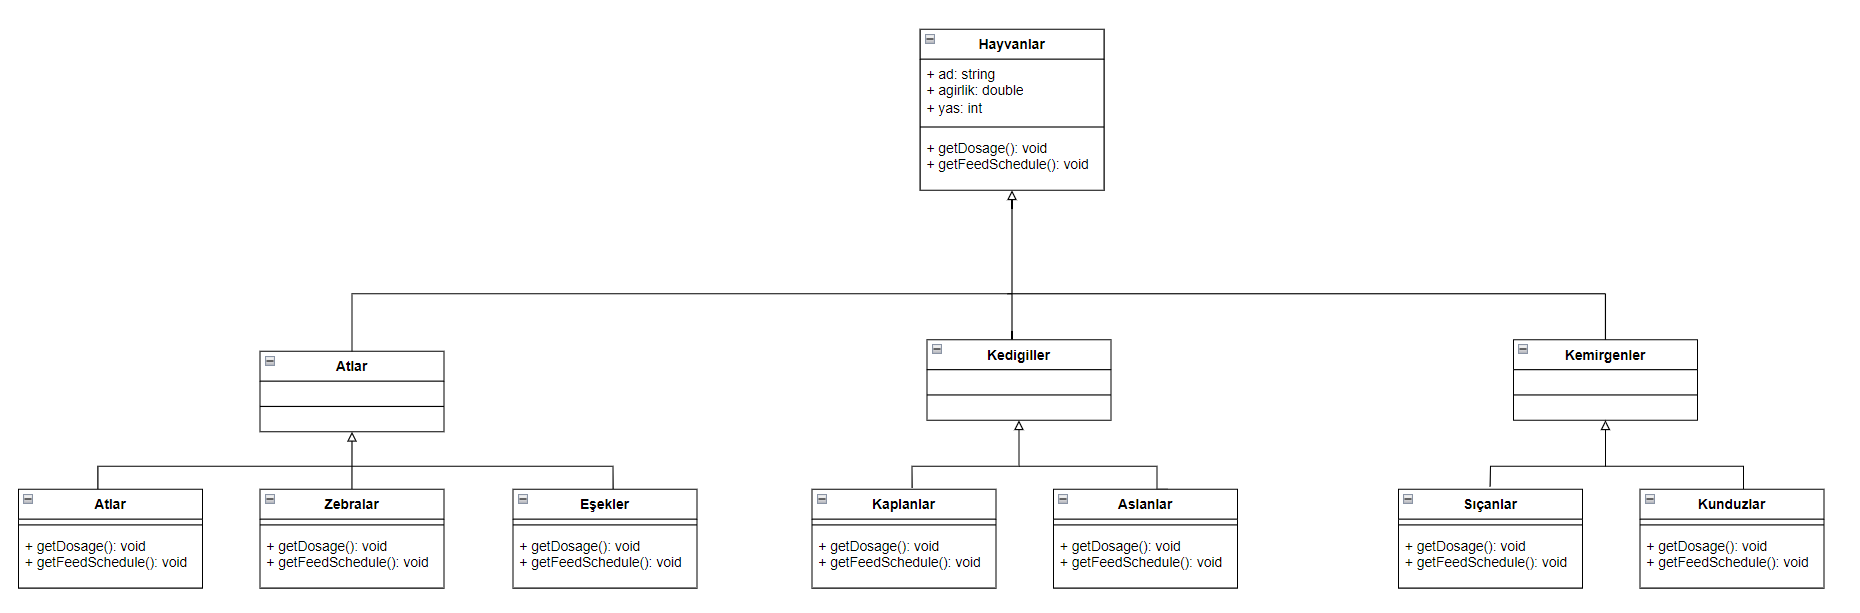 Hayvanlar
+ ad: string
+ agirlik: double
+ yas: int
+ getDosage(): void
+ getFeedSchedule(): void
Atlar
Kedigiller
Kemirgenler
Atlar
+ getDosage(): void
+ getFeedSchedule(): void
Zebralar
+ getDosage(): void
+ getFeedSchedule(): void
Eşekler
+ getDosage(): void
+ getFeedSchedule(): void
Kaplanlar
+ getDosage(): void
+ getFeedSchedule(): void
Aslanlar
+ getDosage(): void
+ getFeedSchedule(): void
Sıçanlar
+ getDosage(): void
+ getFeedSchedule(): void
Kunduzlar
+ getDosage(): void
+ getFeedSchedule(): void